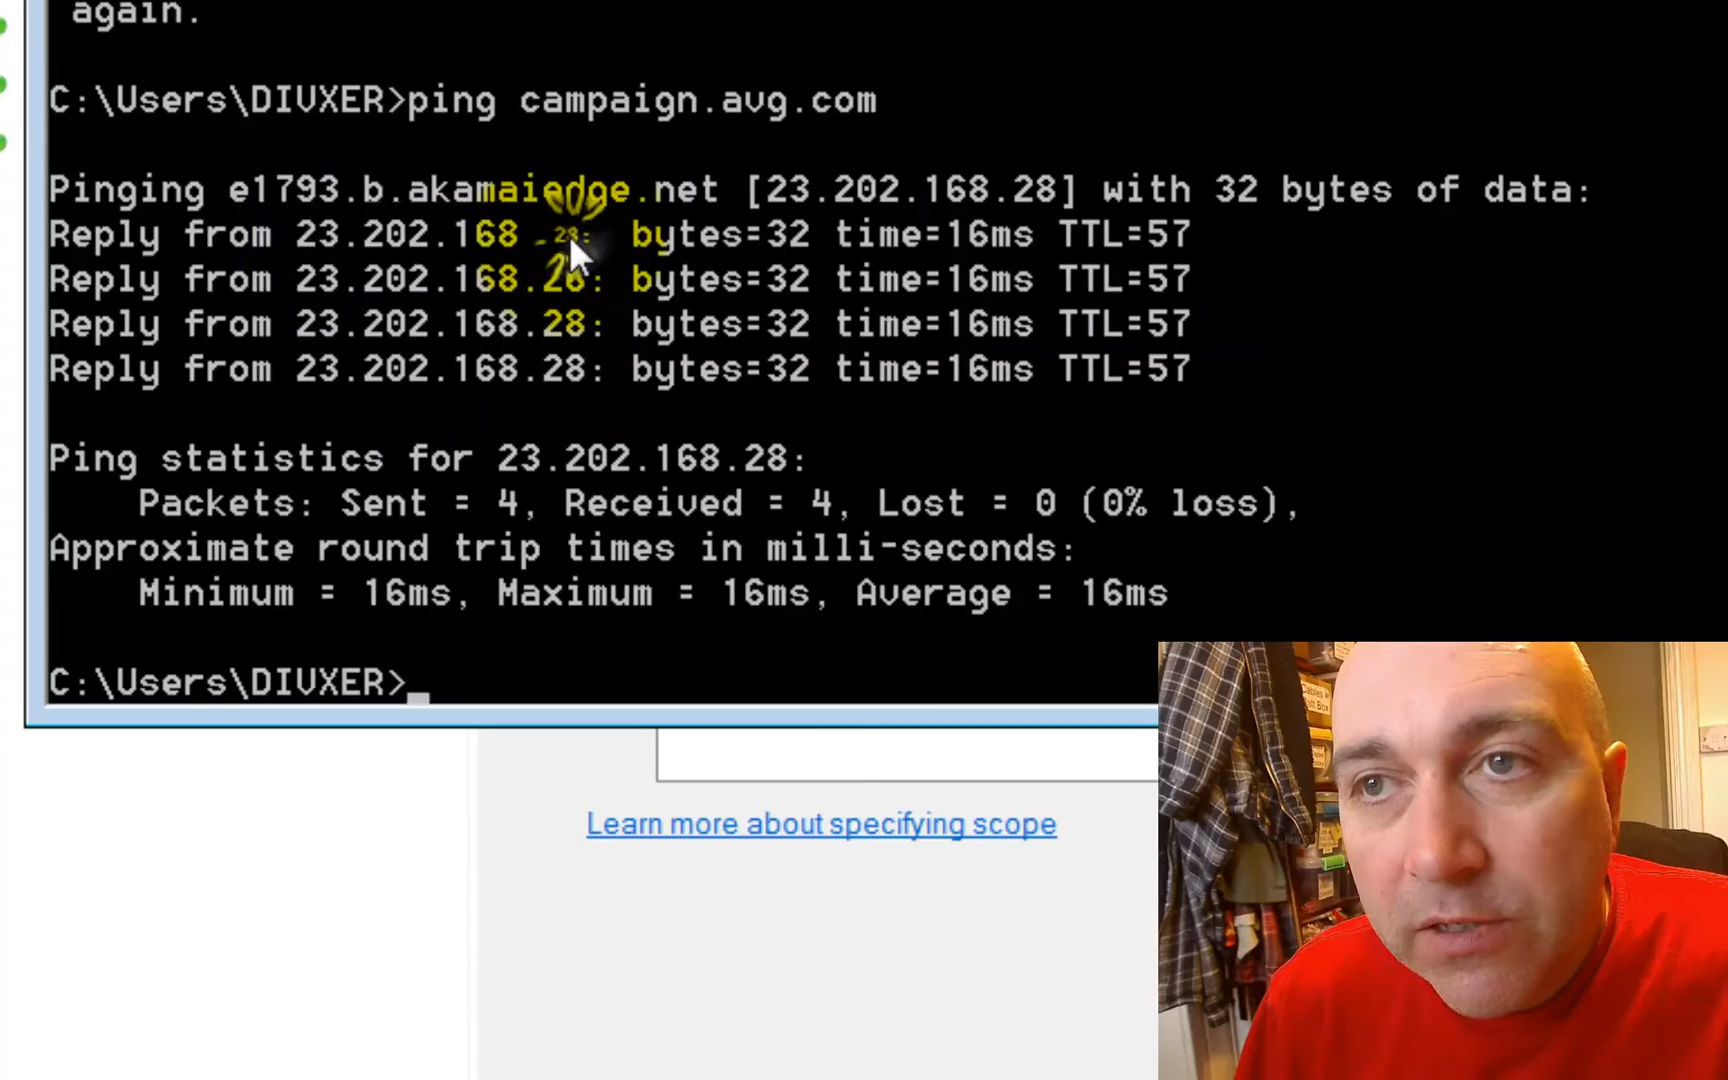 again.
C:\Users\DIVXER>ping campaign.avg.com
Pinging e1793.b.akamaiedge.net [23.202.168.28] with 32 bytes of data:
Reply from 23.202.168.28: bytes=32 time=16ms TTL=57
Reply from 23.202.168.28: bytes=32 time=16ms TTL=57
Reply from 23.202.168.28: bytes=32 time=16ms TTL=57
Reply from 23.202.168.28: bytes=32 time=16ms TTL=57
Ping statistics for 23.202.168.28:
Packets: Sent = 4, Received = 4, Lost = 0 (0% loss),
Approximate round trip times in milli-seconds:
Minimum = 16ms, Maximum = 16ms, Average = 16ms
C:\Users\DIVXER>_
Learn more about specifying scope
Cables
Box